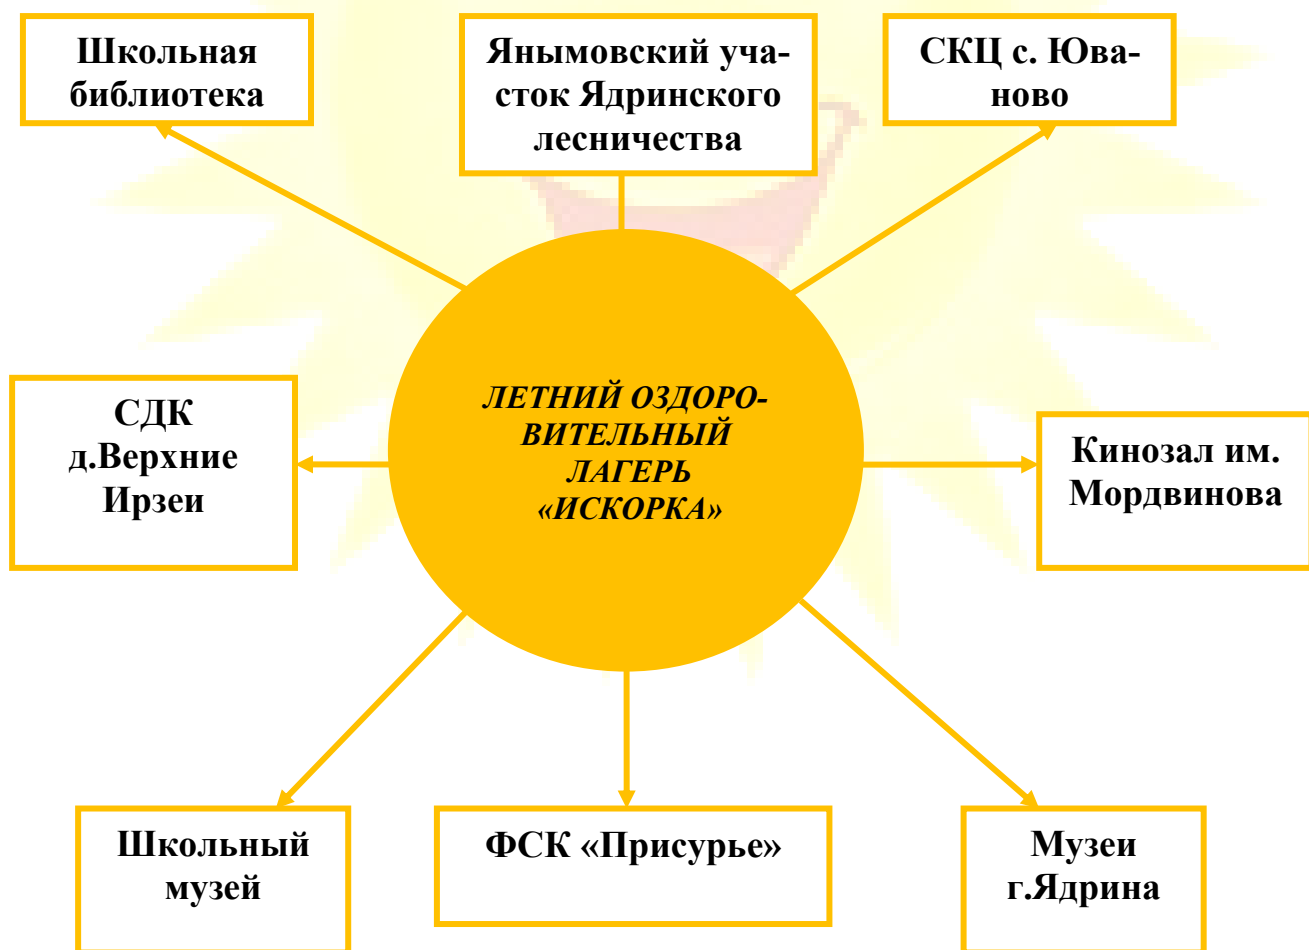 Школьная
библиотека
Янымовский уча-
сток Ядринского
лесничества
СКЦ с. Юва-
ново
СДК
д.Верхние
Ирзеи
ЛЕТНИЙ ОЗДОРО-
ВИТЕЛЬНЫЙ
ЛАГЕРЬ
«ИСКОРКА»
Кинозал им.
Мордвинова
Школьный
музей
ФСК «Присурье»
Музеи
г.Ядрина